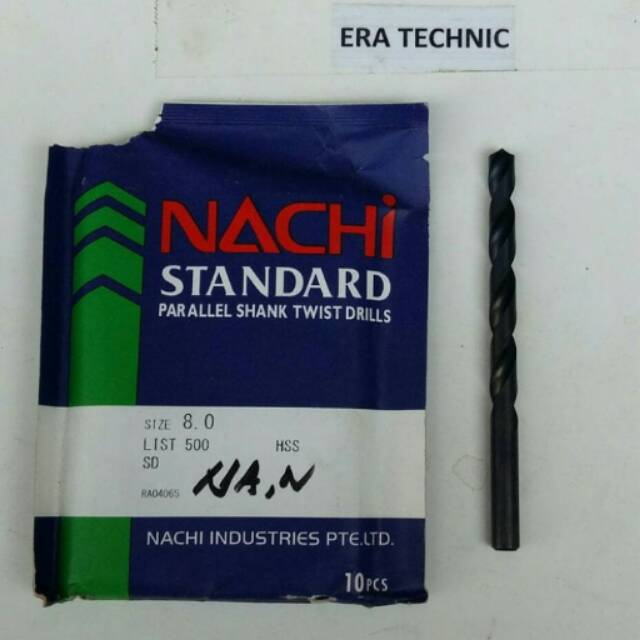 ERA TECHNIC
NACHi
STANDARD
PARALLEL SHANK TWIST DRILLS
SIZE 8.0
LIST 500 HSS
SD
RA04065
NACHI INDUSTRIES PTE.LTD.
10PCS